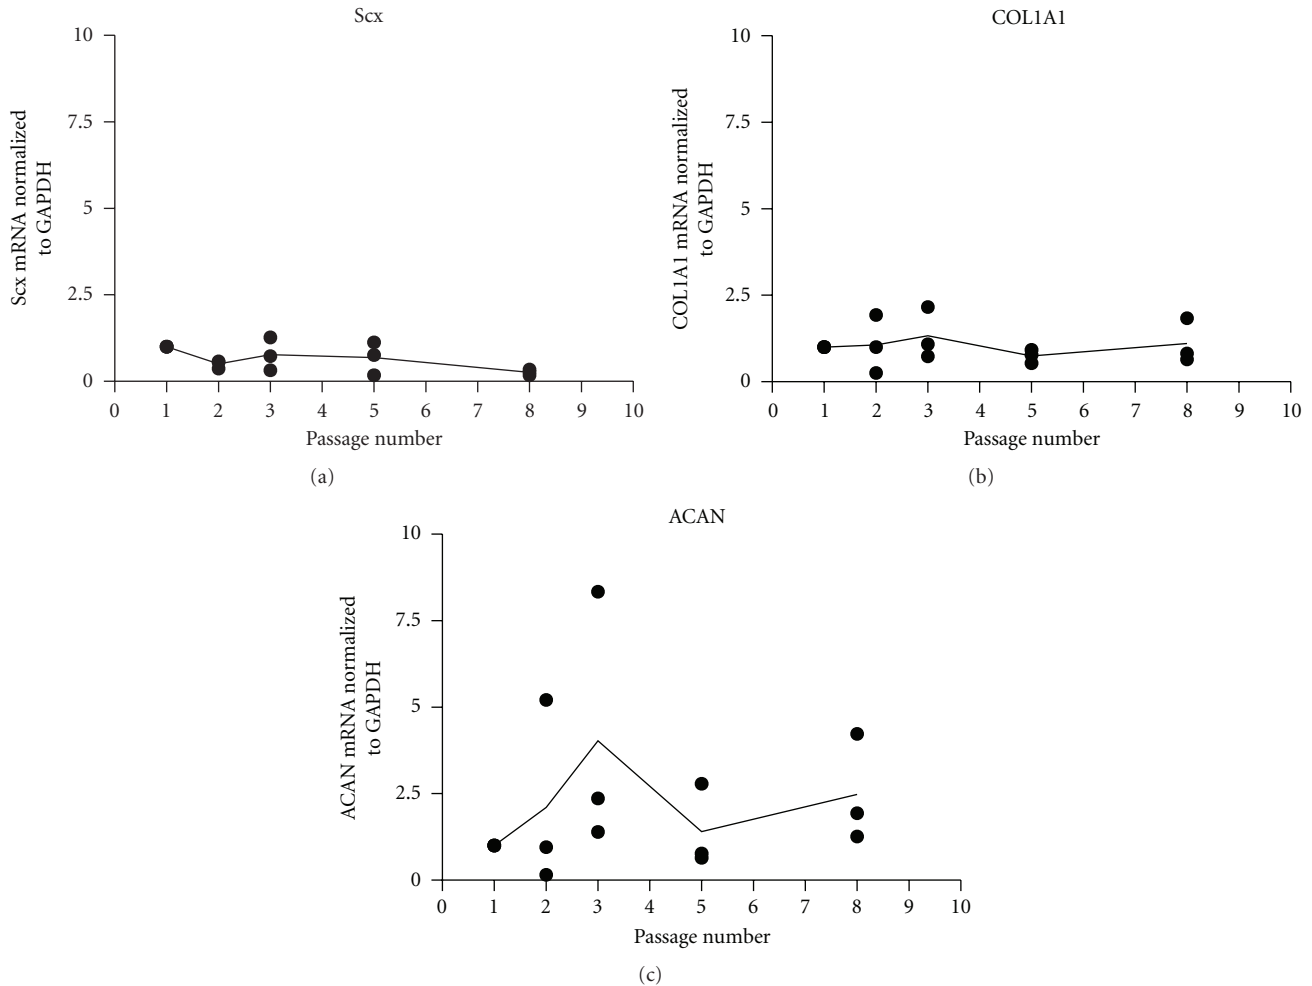 Scx
10
7.5
5
2.5
0
Scx mRNA normalized
to GAPDH
0 1 2 3 4 5 6 7 8 9 10
Passage number
(a)
COL1A1
10
7.5
5
2.5
0
COL1A1 mRNA normalized
to GAPDH
0 1 2 3 4 5 6 7 8 9 10
Passage number
(b)
ACAN
10
7.5
5
2.5
0
ACAN mRNA normalized
to GAPDH
0 1 2 3 4 5 6 7 8 9 10
Passage number
(c)